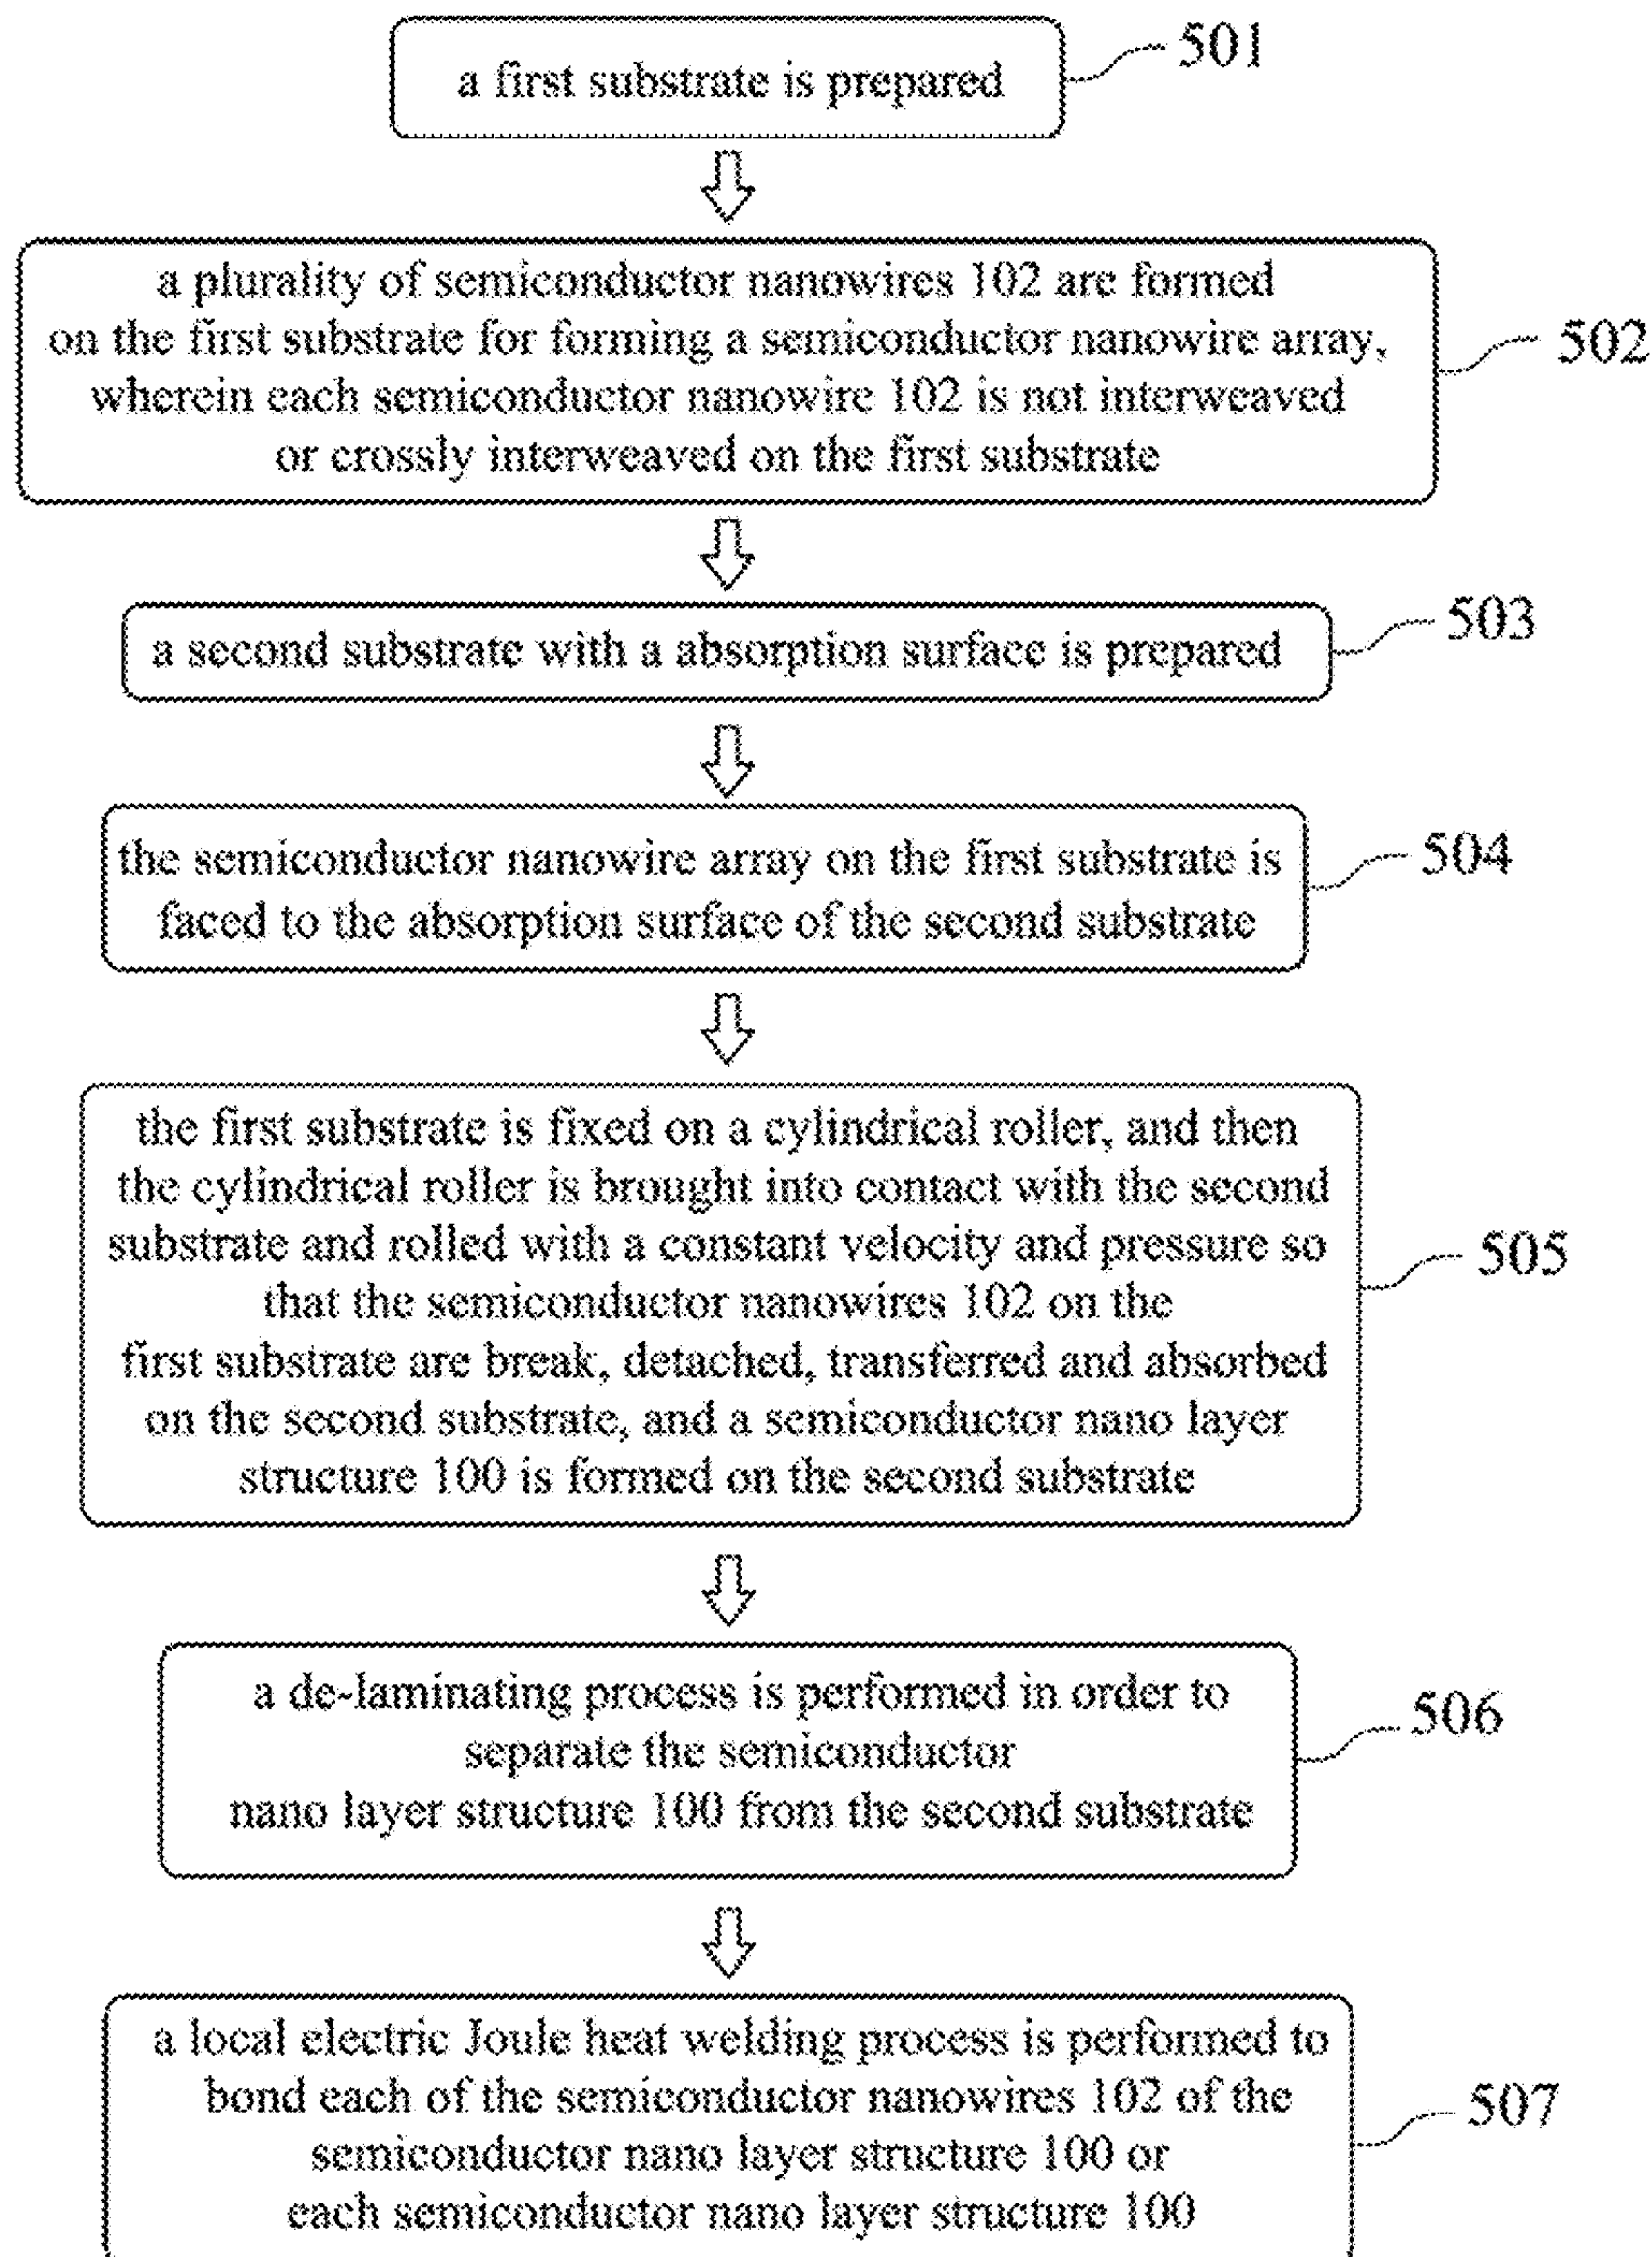 a first substrate is prepared
501
a plurality of semiconductor nanowires 102 are formed
on the first substrate for forming a semiconductor nanowire array,
wherein each semiconductor nanowire 102 is not interweaved
or crossly interweaved on the first substrate
502
a second substrate with a absorption surface is prepared
503
the semiconductor nanowire array on the first substrate is
faced to the absorption surface of the second substrate
504
the first substrate is fixed on a cylindrical roller, and then
the cylindrical roller is brought into contact with the second
substrate and rolled with a constant velocity and pressure so
that the semiconductor nanowires 102 on the
first substrate are break, detached, transferred and absorbed
on the second substrate, and a semiconductor nano layer
structure 100 is formed on the second substrate
505
a de-laminating process is performed in order to
separate the semiconductor
nano layer structure 100 from the second substrate
506
a local electric Joule heat welding process is performed to
bond each of the semiconductor nanowires 102 of the
semiconductor nano layer structure 100 or
each semiconductor nano layer structure 100
507